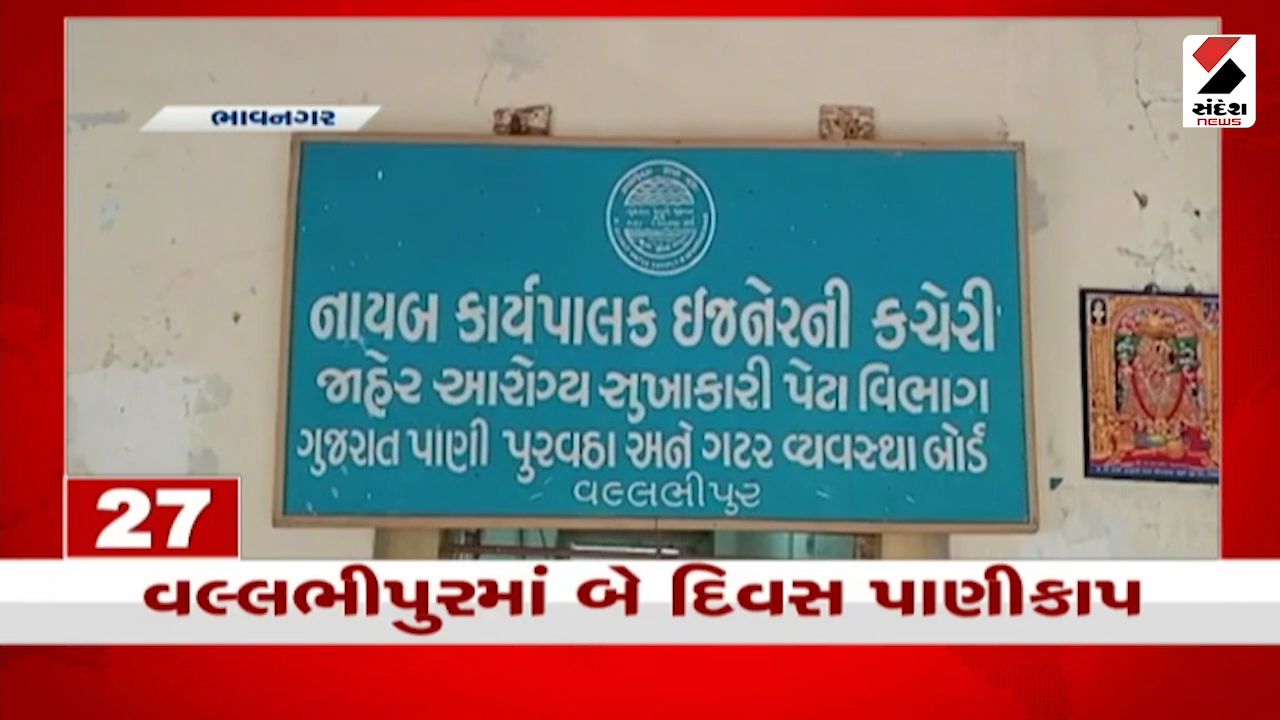 સંદેશ
NEWS
ભાવનગર
નાયબ કાર્યપાલક ઈજનેરની કચેરી
જાહેર આરોગ્ય સુખાકારી પેટા વિભાગ
ગુજરાત પાણી પુરવઠા અને ગટર વ્યવસ્થા બોર્ડ
વલ્લભીપુર
27
વલ્લભીપુરમાં બે દિવસ પાણીકાપ